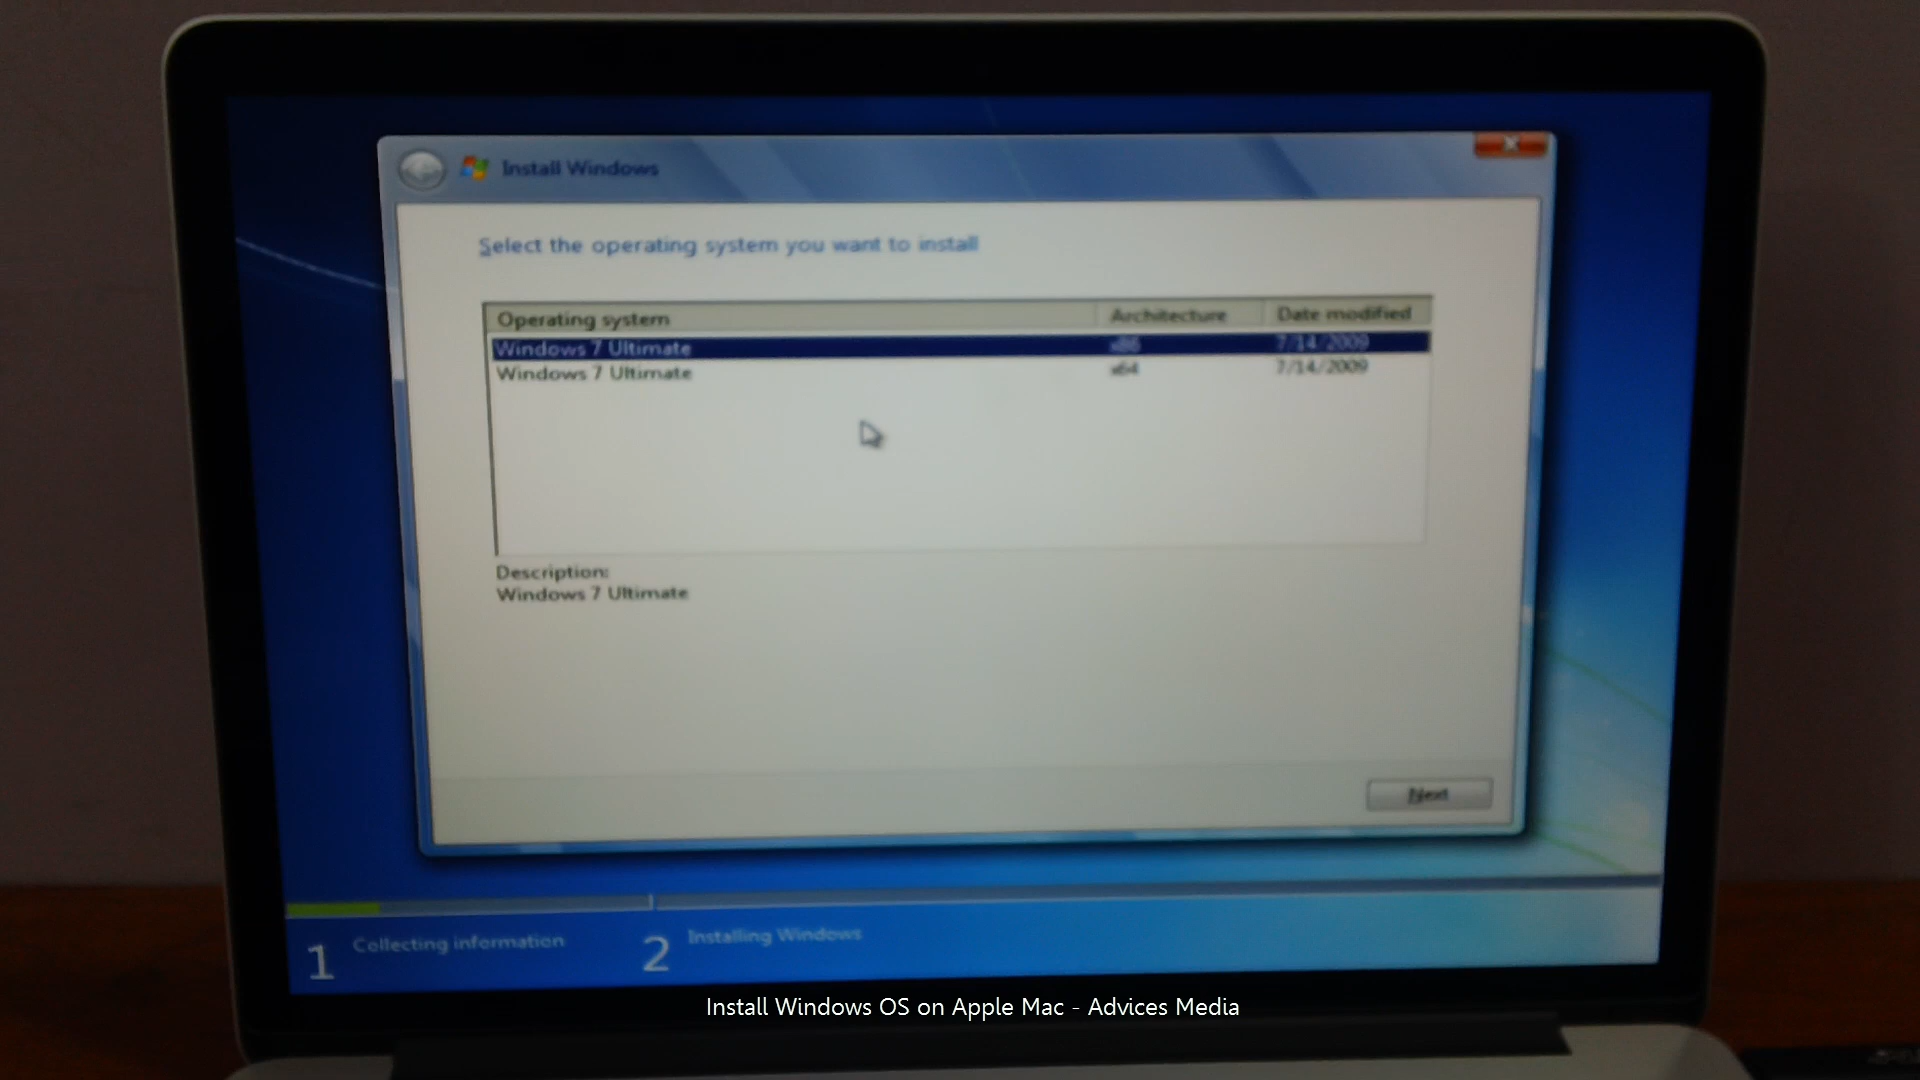 Install Windows
Select the operating system you want to install
Operating system Architecture Date modified
Windows 7 Ultimate x86 7/14/2009
Windows 7 Ultimate x64 7/14/2009
Description:
Windows 7 Ultimate
Next
1 Collecting information 2 Installing Windows
Install Windows OS on Apple Mac - Advices Media